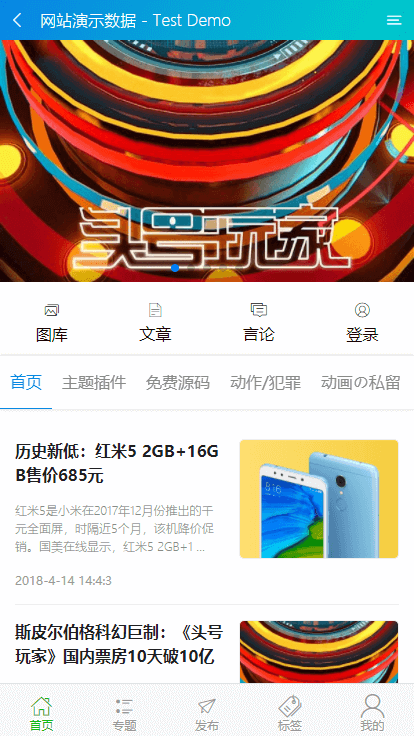 网站演示数据 - Test Demo
头号玩家
图库 文章 言论 登录
首页 主题插件 免费源码 动作/犯罪 动画の私留
历史新低：红米5 2GB+16G
B售价685元
红米5是小米在2017年12月份推出的千
元全面屏，时隔近5个月，该机降价促
销。国美在线显示，红米5 2GB+1 ...
2018-4-14 14:4:3
斯皮尔伯格科幻巨制：《头号
玩家》国内票房10天破10亿
首页 专题 发布 标签 我的